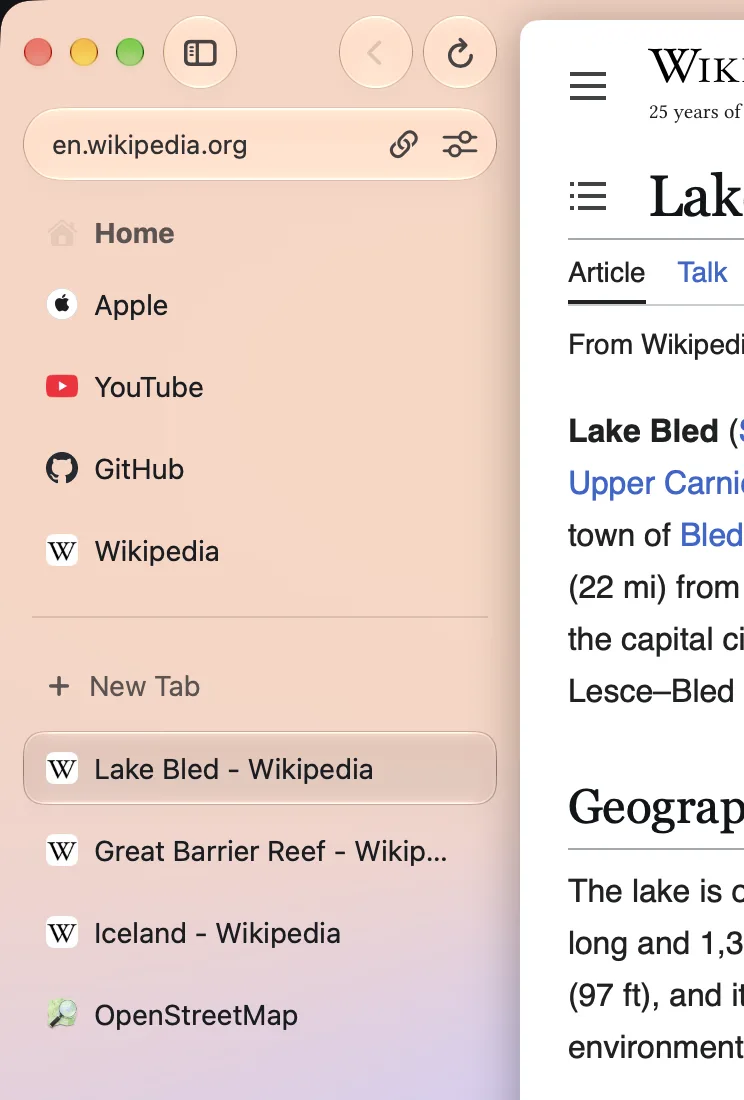 en.wikipedia.org
Home
Apple
YouTube
GitHub
W Wikipedia
New Tab
W Lake Bled - Wikipedia
W Great Barrier Reef - Wikip...
W Iceland - Wikipedia
OpenStreetMap
WIKI
25 years of
Lak
Article Talk
From Wikipedi
Lake Bled (S
Upper Carni
town of Bled
(22 mi) from
the capital ci
Lesce–Bled
Geograp
The lake is
long and 1,3
(97 ft), and it
environment